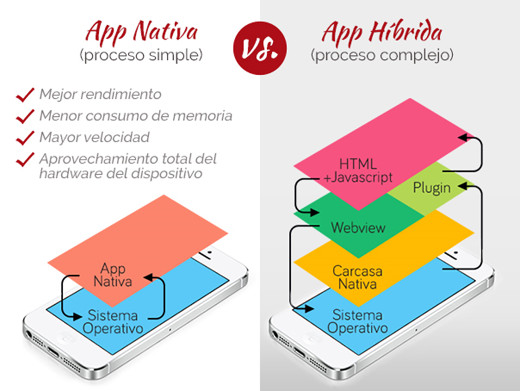 App Nativa
(proceso simple)
vs.
App Híbrida
(proceso complejo)
Mejor rendimiento
Menor consumo de memoria
Mayor velocidad
Aprovechamiento total del
hardware del dispositivo
App
Nativa
Sistema
Operativo
HTML
+Javascript
Plugin
Webview
Carcasa
Nativa
Sistema
Operativo